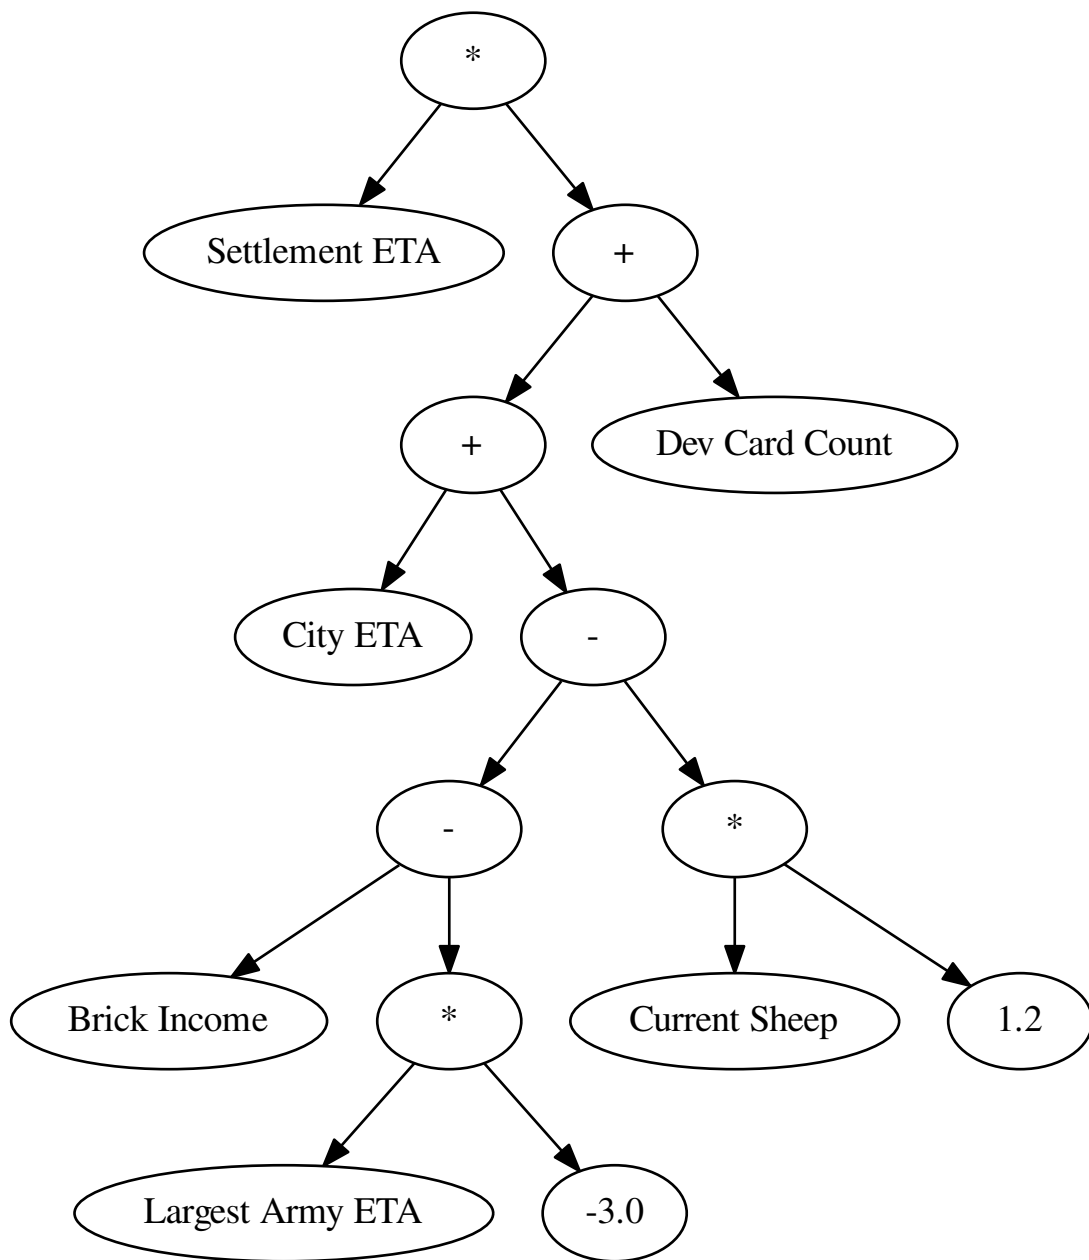 *
Settlement ETA
+
+
Dev Card Count
City ETA
-
-
*
Brick Income
*
Current Sheep
1.2
Largest Army ETA
-3.0